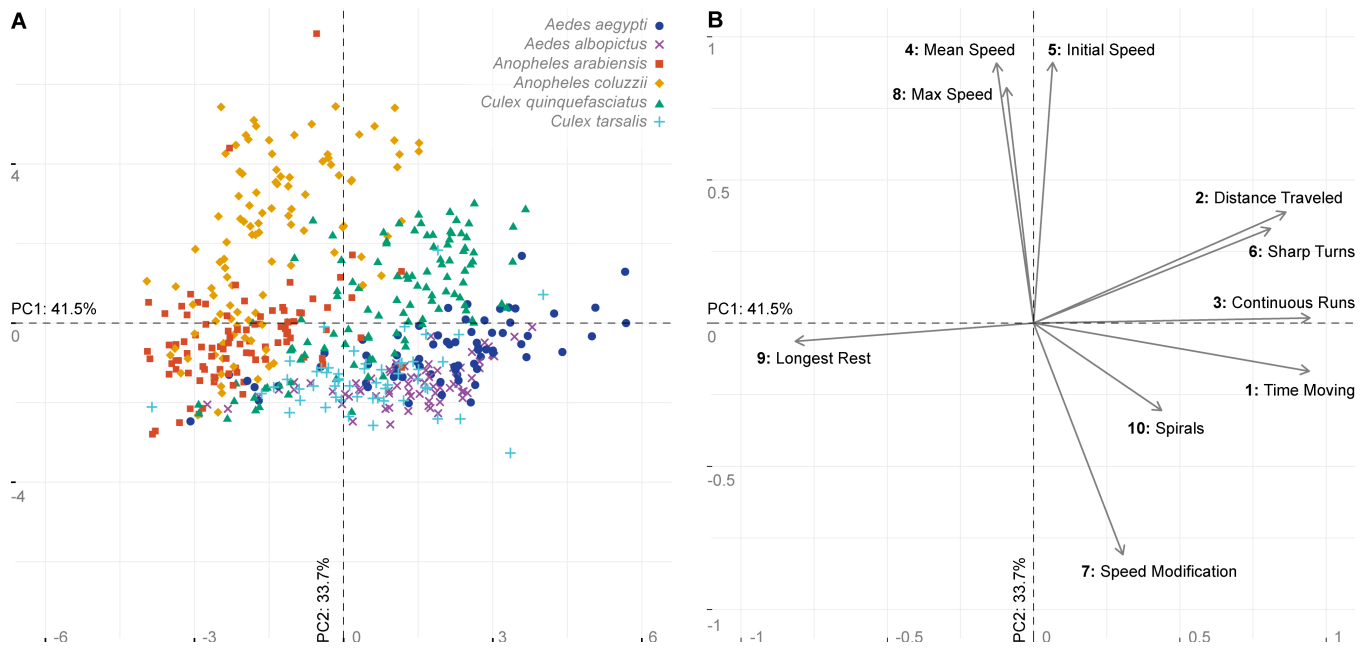 A
Aedes aegypti
Aedes albopictus
Anopheles arabiensis
Anopheles coluzzii
Culex quinquefasciatus
Culex tarsalis
4
PC1: 41.5%
0
-4
PC2: 33.7%
-6
-3
0
3
6
B
1
4: Mean Speed
5: Initial Speed
8: Max Speed
0.5
2: Distance Traveled
6: Sharp Turns
PC1: 41.5%
3: Continuous Runs
0
9: Longest Rest
1: Time Moving
10: Spirals
-0.5
7: Speed Modification
PC2: 33.7%
-1
-1
-0.5
0
0.5
1